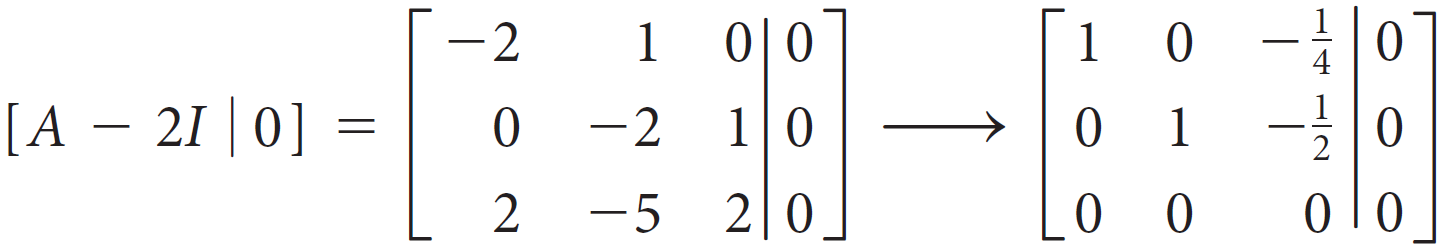 [A − 2I | 0] = [−2 1 0 | 0; 0 −2 1 | 0; 2 −5 2 | 0] ⟶ [1 0 −1/4 | 0; 0 1 −1/2 | 0; 0 0 0 | 0]